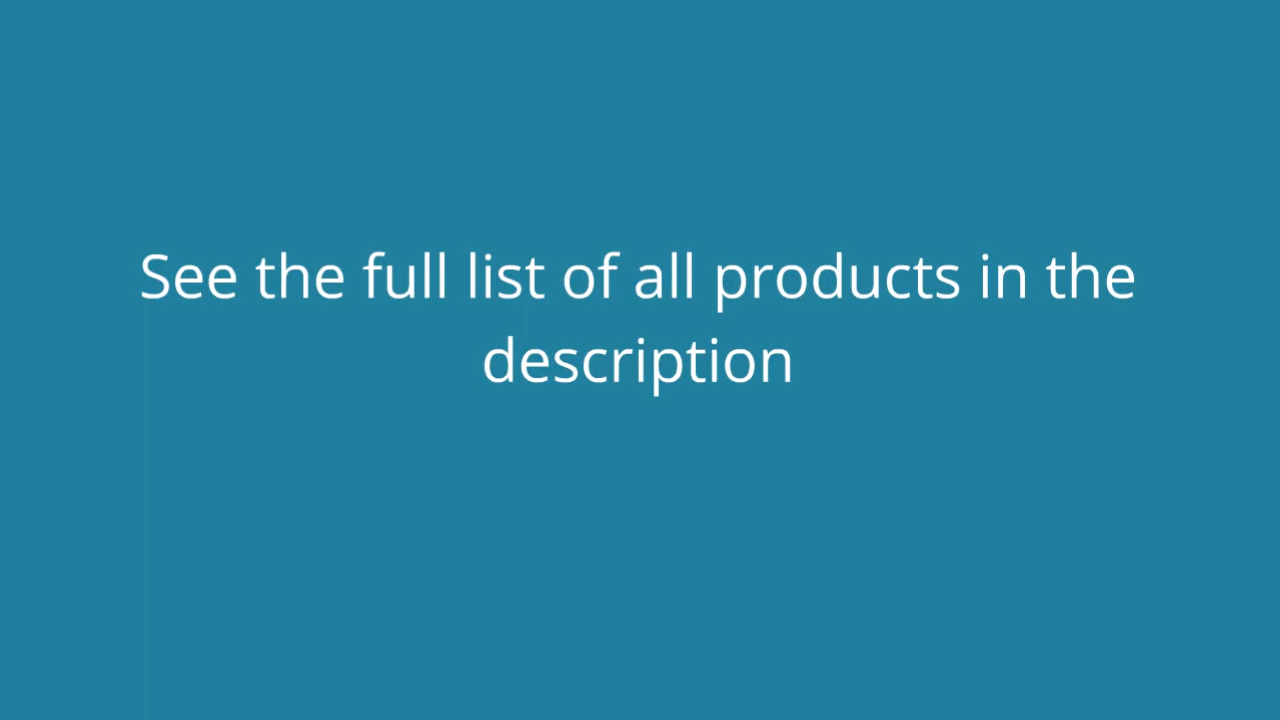 See the full list of all products in the
description